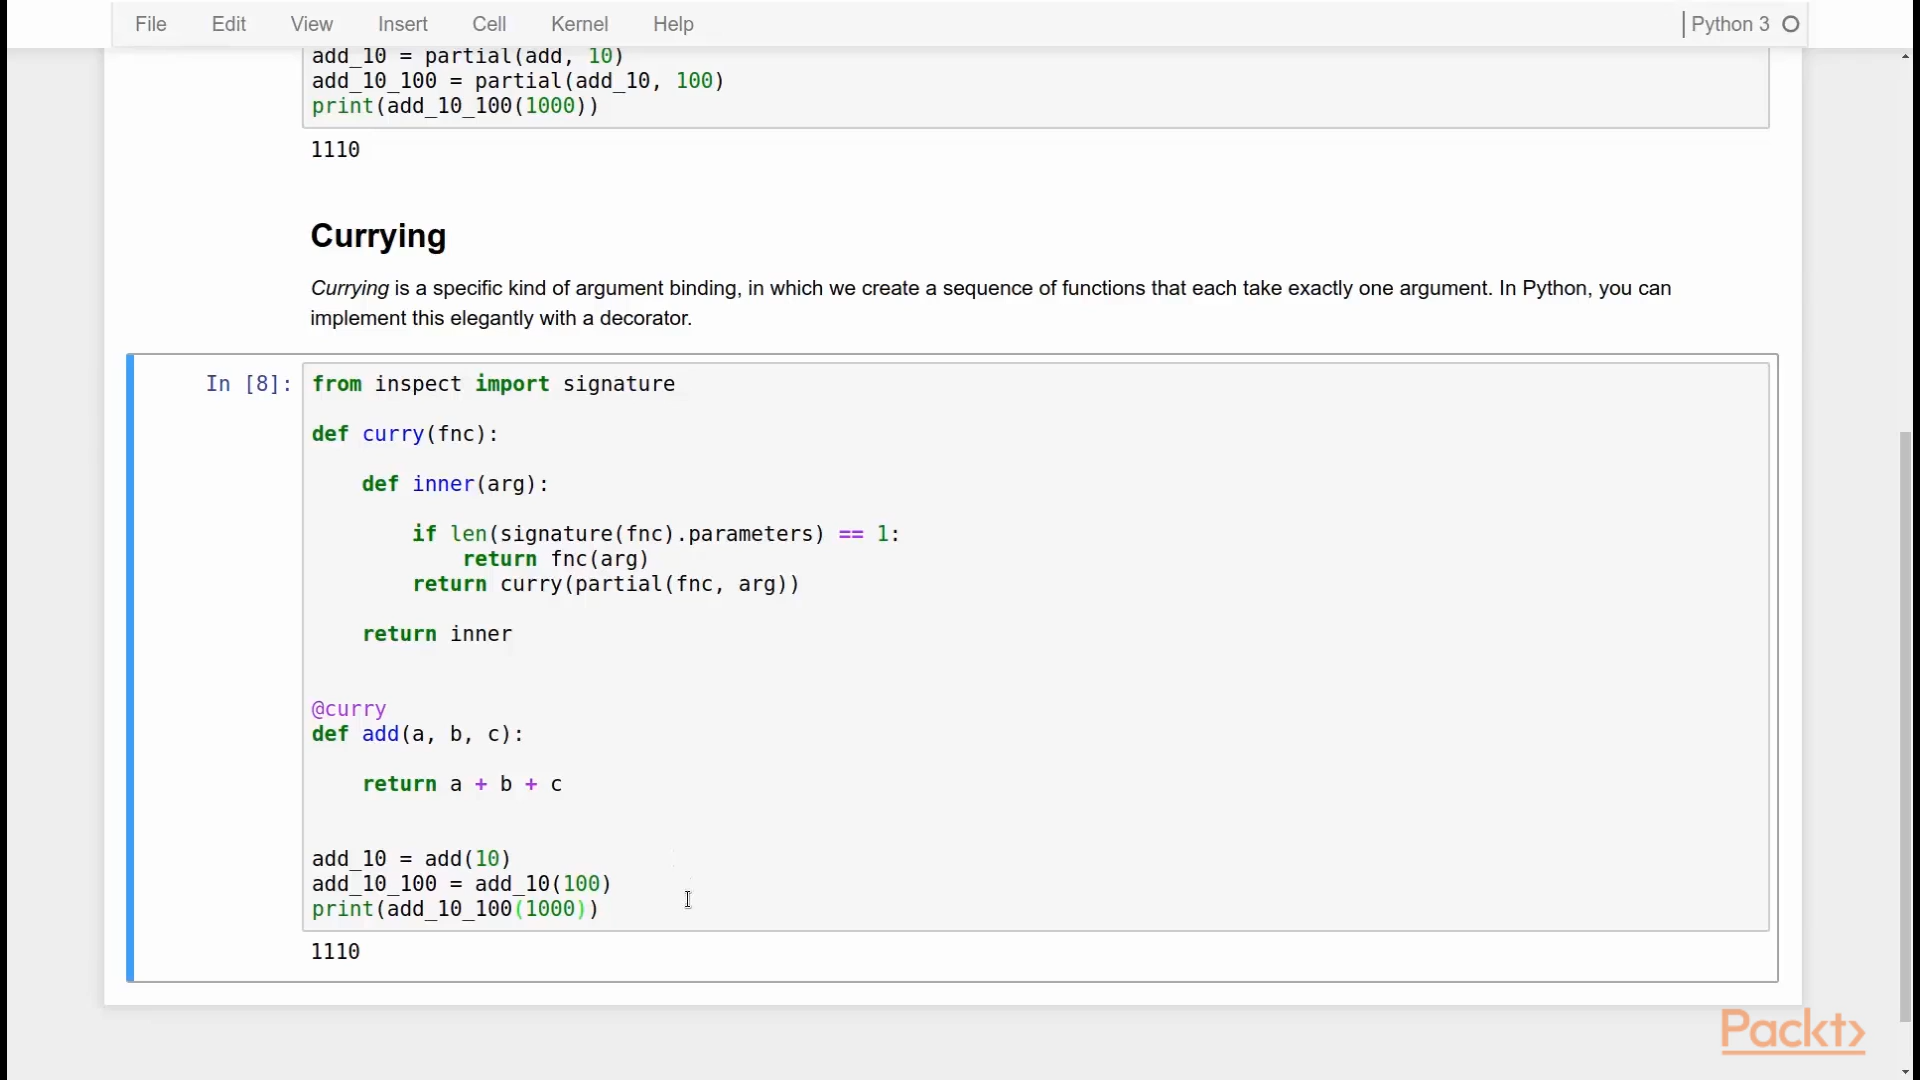 File Edit View Insert Cell Kernel Help Python 3
add_10 = partial(add, 10)
add_10_100 = partial(add_10, 100)
print(add_10_100(1000))
1110
Currying
Currying is a specific kind of argument binding, in which we create a sequence of functions that each take exactly one argument. In Python, you can
implement this elegantly with a decorator.
In [8]: from inspect import signature
def curry(fnc):
def inner(arg):
if len(signature(fnc).parameters) == 1:
return fnc(arg)
return curry(partial(fnc, arg))
return inner
@curry
def add(a, b, c):
return a + b + c
add_10 = add(10)
add_10_100 = add_10(100)
print(add_10_100(1000))
1110
Packt>